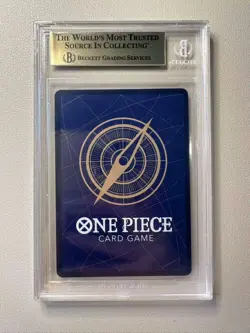 THE WORLD'S MOST TRUSTED
SOURCE IN COLLECTING
BECKETT GRADING SERVICES
ONE PIECE
CARD GAME